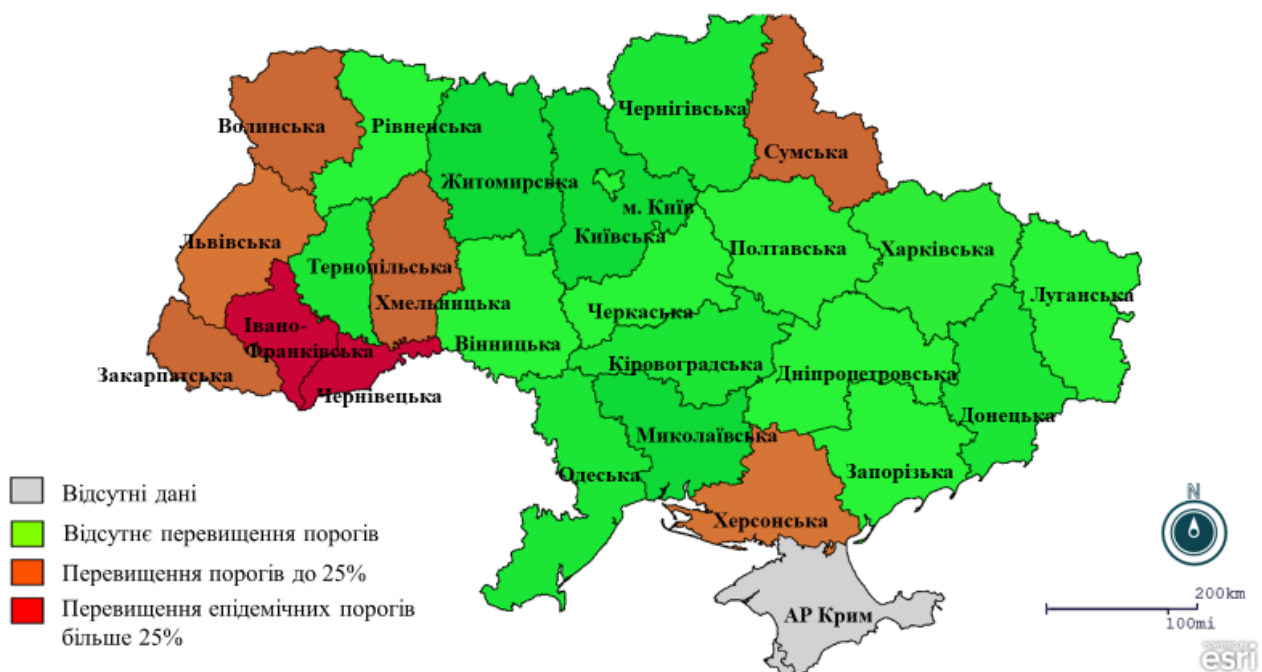 Чернігівська
Волинська
Рівненська
Сумська
Житомирська
м. Київ
Київська
Львівська
Полтавська
Харківська
Тернопільська
Луганська
Хмельницька
Черкаська
Івано-
Франківська
Вінницька
Кіровоградська
Дніпропетровська
Закарпатська
Чернівецька
Донецька
Миколаївська
Одеська
Запорізька
Херсонська
АР Крим
Відсутні дані
Відсутнє перевищення порогів
Перевищення порогів до 25%
Перевищення епідемічних порогів
більше 25%
N
200km
100mi
POWERED BY
esri